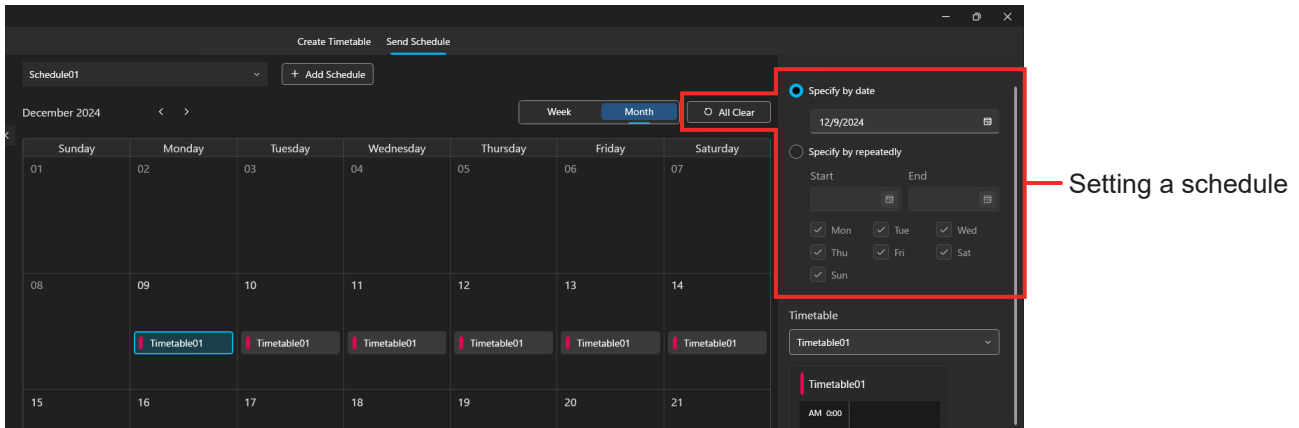 Create Timetable Send Schedule
Schedule01 + Add Schedule
December 2024 < > Week Month All Clear
Sunday Monday Tuesday Wednesday Thursday Friday Saturday
01 02 03 04 05 06 07
08 09 10 11 12 13 14
Timetable01 Timetable01 Timetable01 Timetable01 Timetable01 Timetable01
15 16 17 18 19 20 21
Specify by date
12/9/2024
Specify by repeatedly
Start End
Mon Tue Wed
Thu Fri Sat
Sun
Timetable
Timetable01
Timetable01
AM 0:00
Setting a schedule